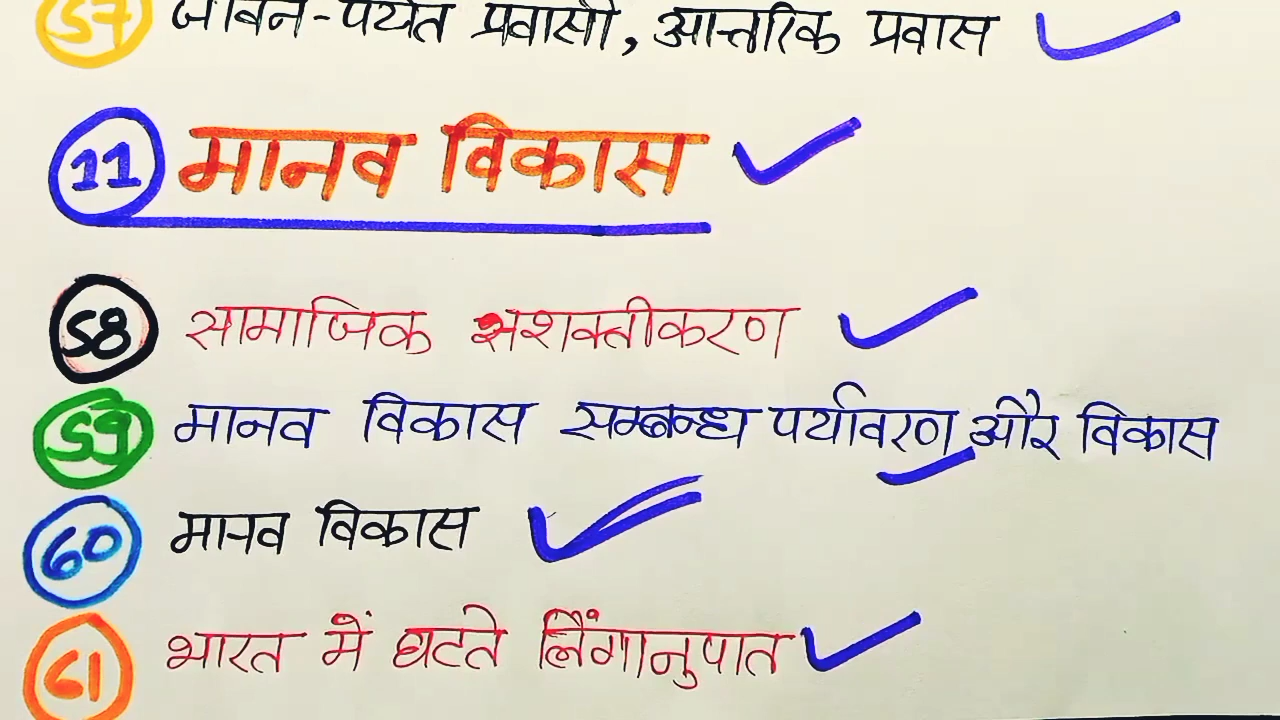 57 जीवन-पर्यंत प्रवासी, आन्तरिक प्रवास
11 मानव विकास
58 सामाजिक सशक्तीकरण
59 मानव विकास सम्बन्ध पर्यावरण और विकास
60 मानव विकास
61 भारत में घटते लिंगानुपात